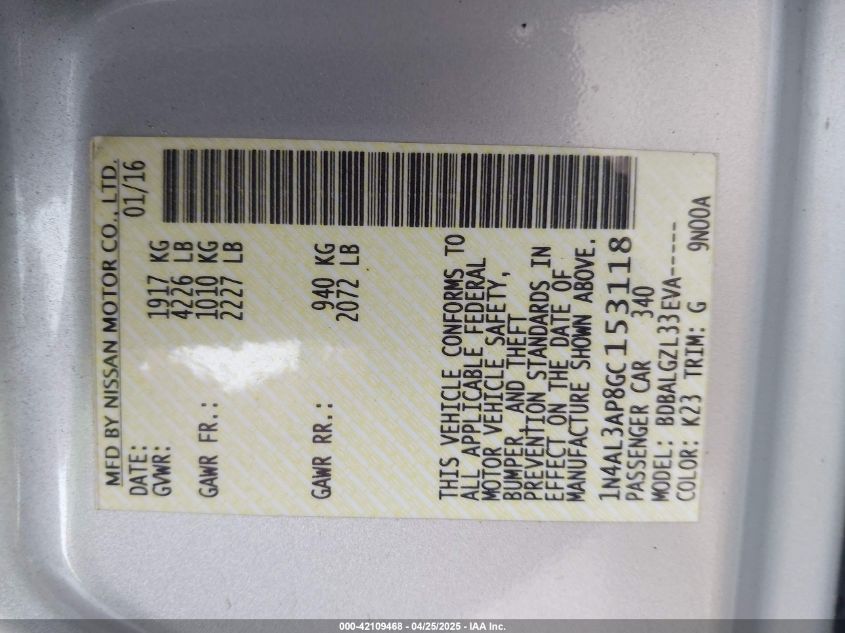 MFD BY NISSAN MOTOR CO., LTD.
DATE: 01/16
GVWR: 1917 KG
4226 LB
GAWR FR.: 1010 KG
2227 LB
GAWR RR.: 940 KG
2072 LB
THIS VEHICLE CONFORMS TO
ALL APPLICABLE FEDERAL
MOTOR VEHICLE SAFETY,
BUMPER, AND THEFT
PREVENTION STANDARDS IN
EFFECT ON THE DATE OF
MANUFACTURE SHOWN ABOVE.
1N4AL3AP8GC153118
PASSENGER CAR 340
MODEL: BDBALGZL33EVA-----
COLOR: K23 TRIM: G 9N00A
000-42109468 - 04/25/2025 - IAA Inc.